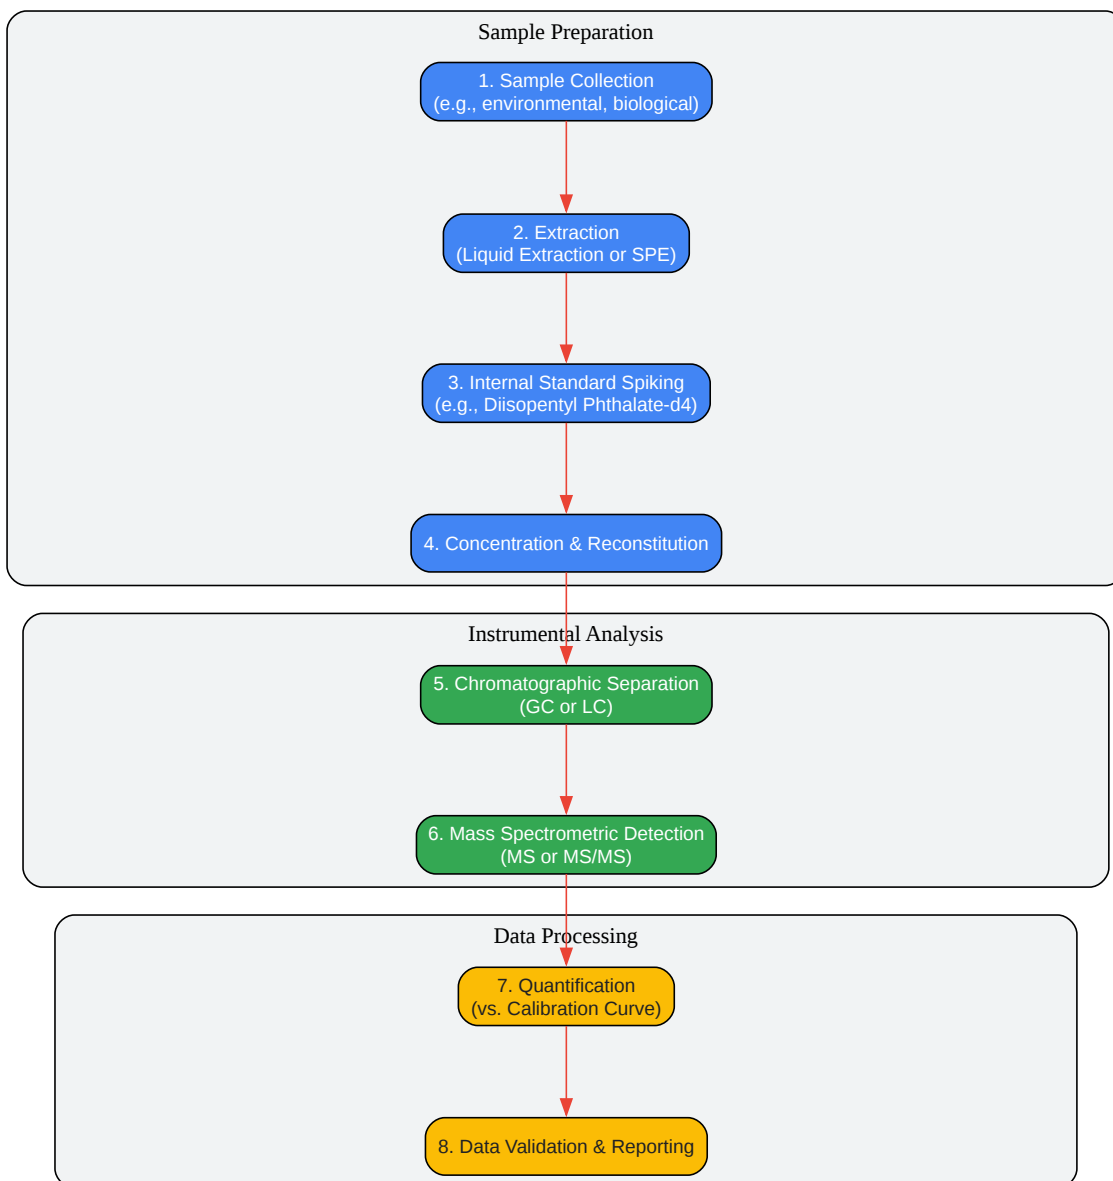 Sample Preparation
1. Sample Collection
(e.g., environmental, biological)
2. Extraction
(Liquid Extraction or SPE)
3. Internal Standard Spiking
(e.g., Diisopentyl Phthalate-d4)
4. Concentration & Reconstitution
Instrumental Analysis
5. Chromatographic Separation
(GC or LC)
6. Mass Spectrometric Detection
(MS or MS/MS)
Data Processing
7. Quantification
(vs. Calibration Curve)
8. Data Validation & Reporting